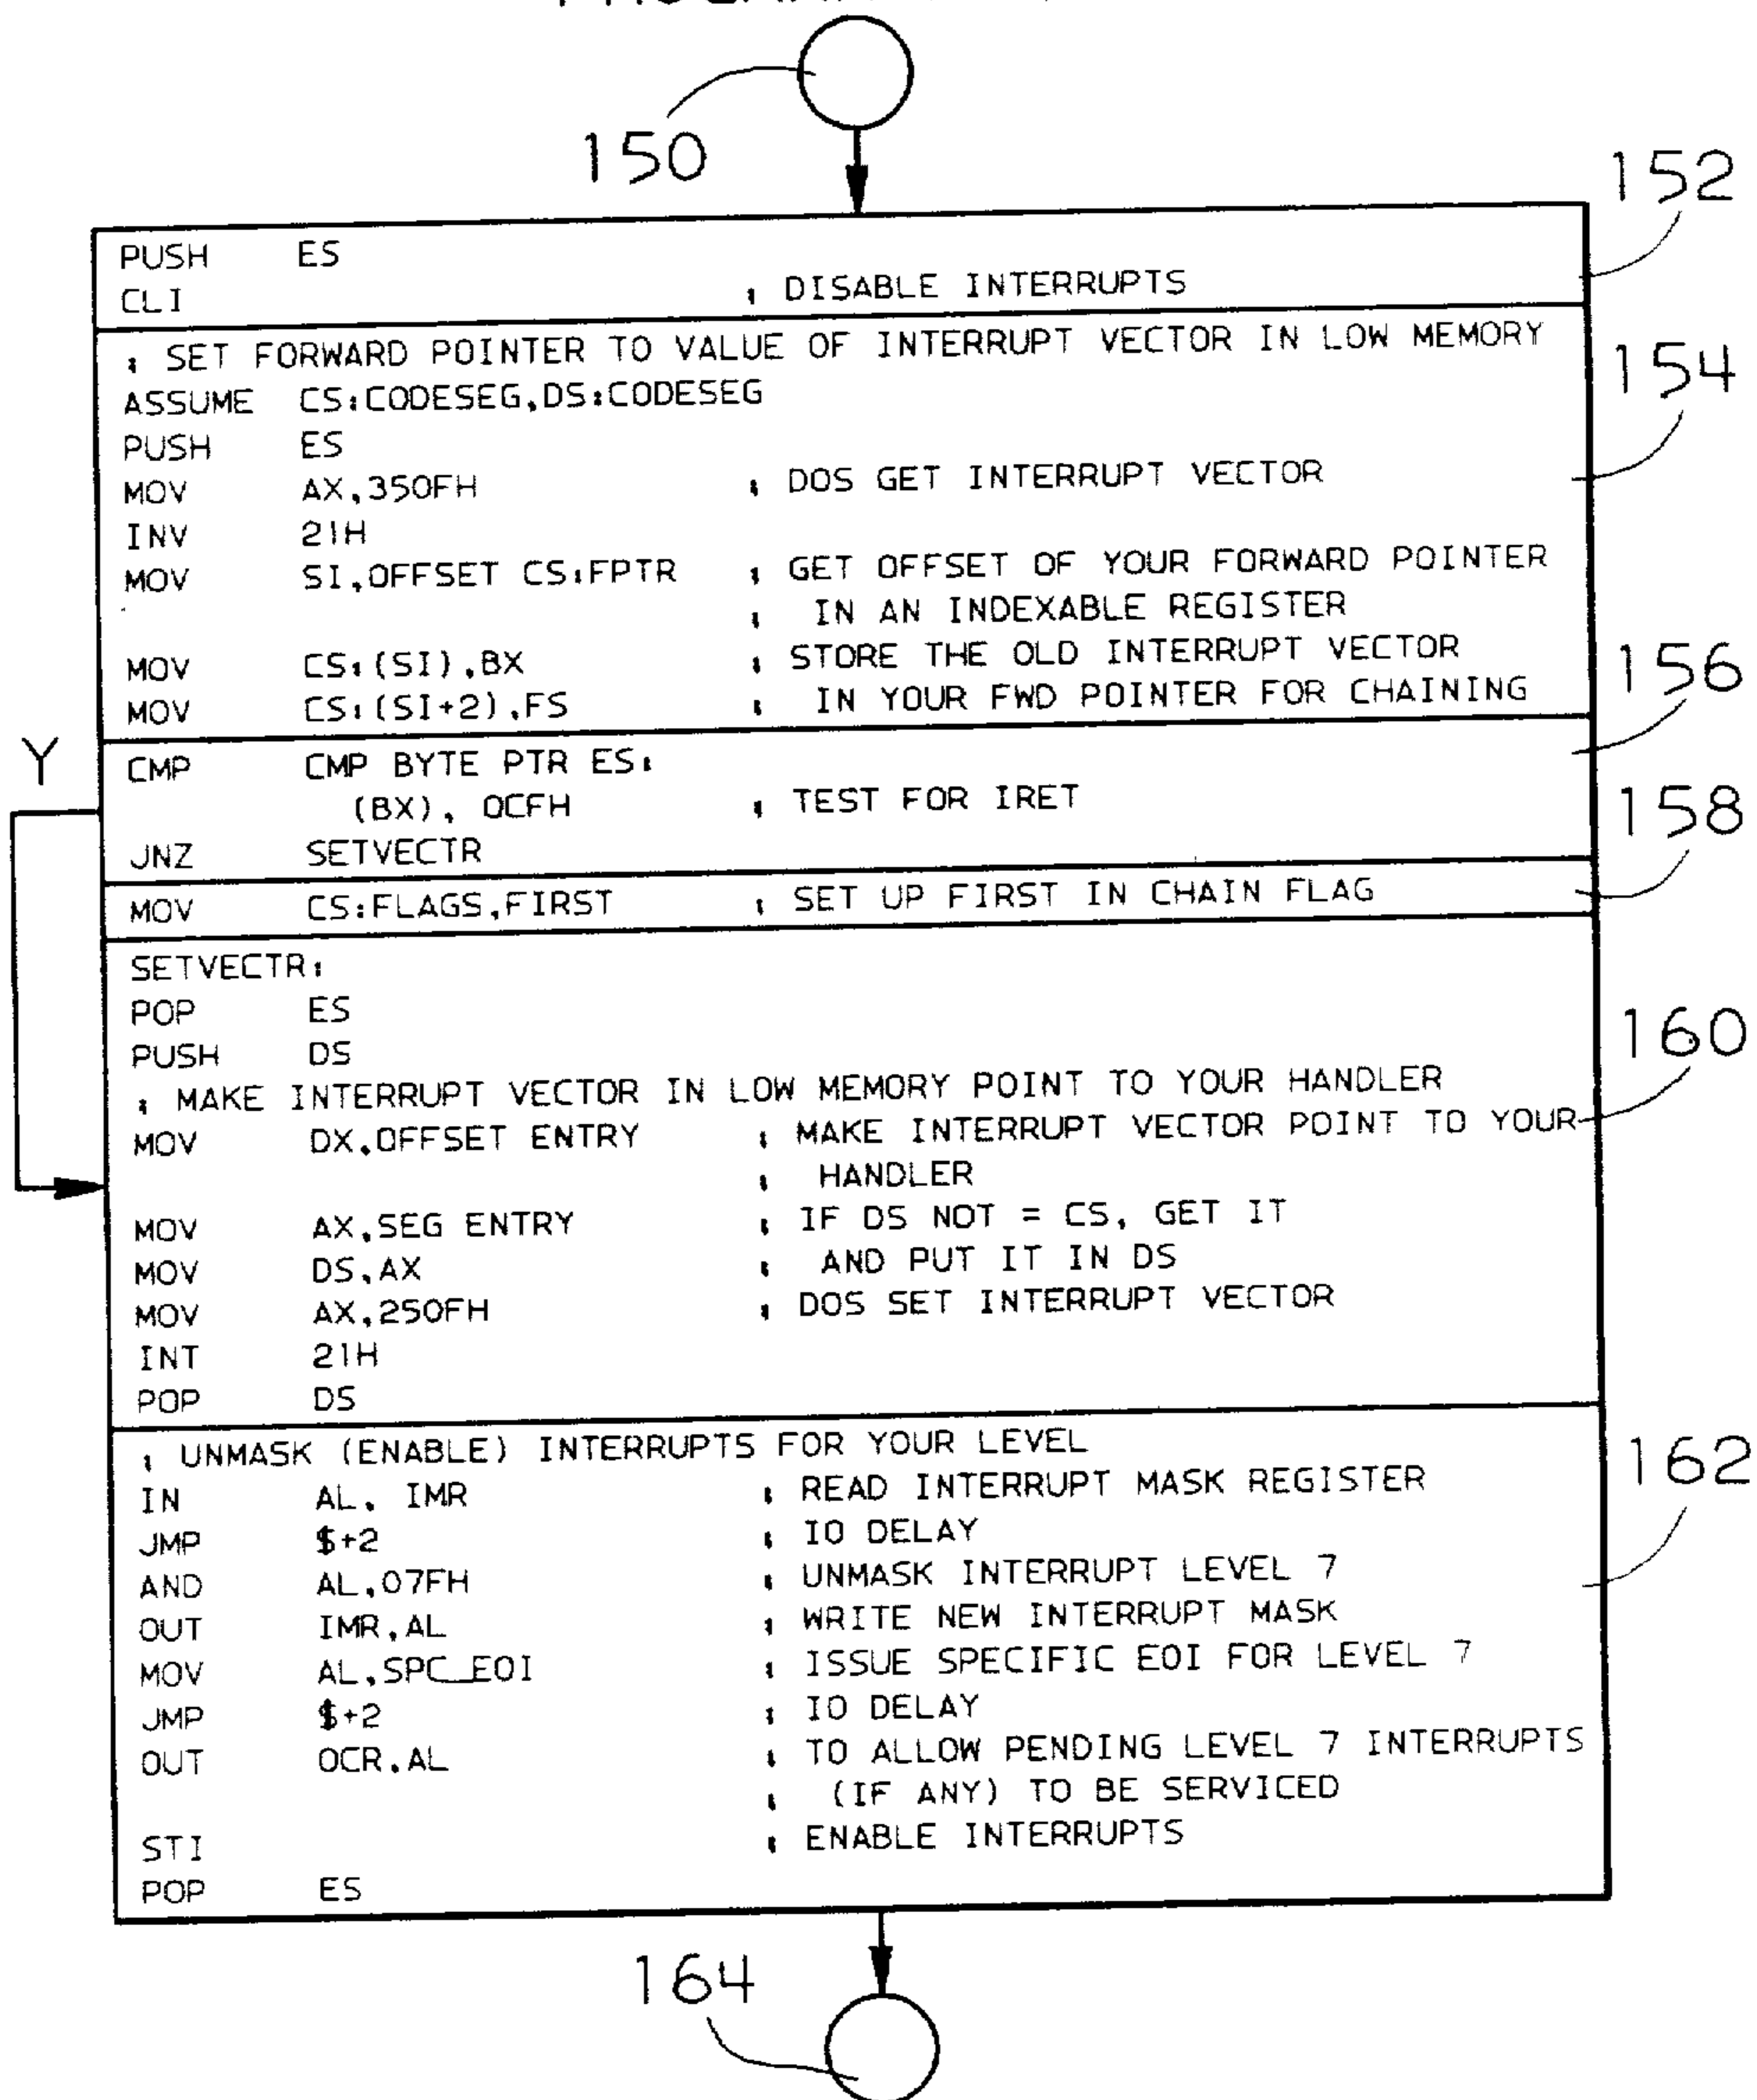 150
152
PUSH ES
CLI ; DISABLE INTERRUPTS
; SET FORWARD POINTER TO VALUE OF INTERRUPT VECTOR IN LOW MEMORY
154
ASSUME CS:CODESEG,DS:CODESEG
PUSH ES
MOV AX,350FH ; DOS GET INTERRUPT VECTOR
INV 21H
MOV SI,OFFSET CS:FPTR ; GET OFFSET OF YOUR FORWARD POINTER
; IN AN INDEXABLE REGISTER
MOV CS:(SI),BX ; STORE THE OLD INTERRUPT VECTOR
156
MOV CS:(SI+2),FS ; IN YOUR FWD POINTER FOR CHAINING
Y
CMP CMP BYTE PTR ES:
(BX), 0CFH ; TEST FOR IRET
158
JNZ SETVECTR
MOV CS:FLAGS,FIRST ; SET UP FIRST IN CHAIN FLAG
SETVECTR:
POP ES
160
PUSH DS
; MAKE INTERRUPT VECTOR IN LOW MEMORY POINT TO YOUR HANDLER
MOV DX,OFFSET ENTRY ; MAKE INTERRUPT VECTOR POINT TO YOUR
; HANDLER
MOV AX,SEG ENTRY ; IF DS NOT = CS, GET IT
MOV DS,AX ; AND PUT IT IN DS
MOV AX,250FH ; DOS SET INTERRUPT VECTOR
INT 21H
POP DS
; UNMASK (ENABLE) INTERRUPTS FOR YOUR LEVEL
162
IN AL, IMR ; READ INTERRUPT MASK REGISTER
JMP $+2 ; IO DELAY
AND AL,07FH ; UNMASK INTERRUPT LEVEL 7
OUT IMR,AL ; WRITE NEW INTERRUPT MASK
MOV AL,SPC_EOI ; ISSUE SPECIFIC EOI FOR LEVEL 7
JMP $+2 ; IO DELAY
OUT OCR,AL ; TO ALLOW PENDING LEVEL 7 INTERRUPTS
; (IF ANY) TO BE SERVICED
STI ; ENABLE INTERRUPTS
POP ES
164